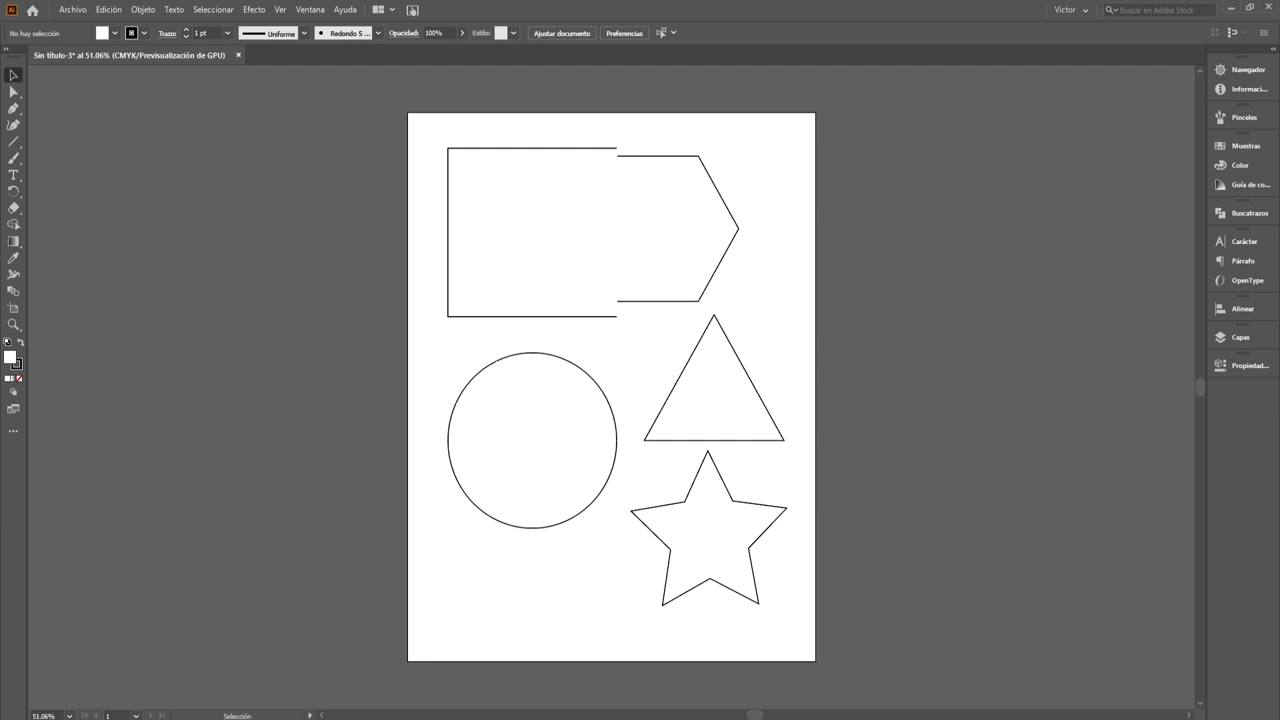 Ai Archivo Edición Objeto Texto Seleccionar Efecto Ver Ventana Ayuda Victor Buscar en Adobe Stock
No hay selección Trazo: 1 pt Uniforme Redondo 5 ... Opacidad: 100% Estilo: Ajustar documento Preferencias
Sin título-3* al 51.06% (CMYK/Previsualización de GPU) ×
Navegador
Informaci...
Pinceles
Muestras
Color
Guía de co...
Buscatrazos
Carácter
Párrafo
OpenType
Alinear
Capas
Propiedad...
51.06% 1 Selección